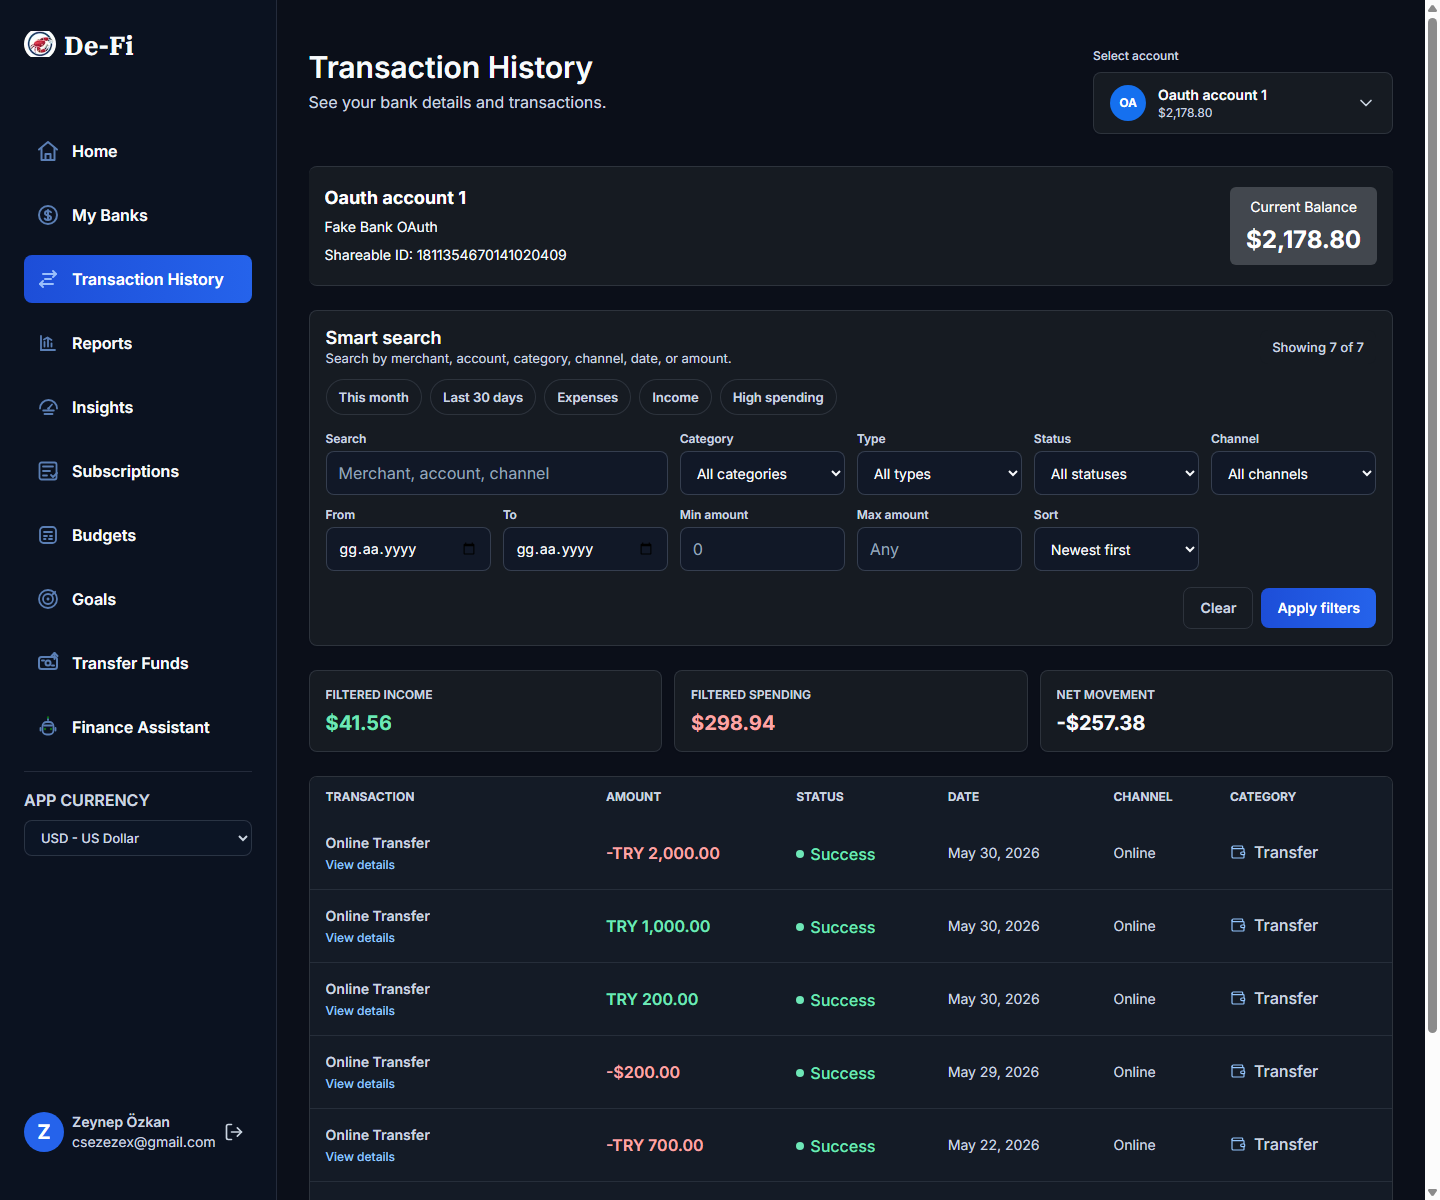 De-Fi
Home
My Banks
Transaction History
Reports
Insights
Subscriptions
Budgets
Goals
Transfer Funds
Finance Assistant
APP CURRENCY
USD - US Dollar
Z
Zeynep Özkan
csezezex@gmail.com
Transaction History
See your bank details and transactions.
Select account
OA
Oauth account 1
$2,178.80
Oauth account 1
Fake Bank OAuth
Shareable ID: 1811354670141020409
Current Balance
$2,178.80
Smart search
Search by merchant, account, category, channel, date, or amount.
Showing 7 of 7
This month Last 30 days Expenses Income High spending
Search Category Type Status Channel
Merchant, account, channel All categories All types All statuses All channels
From To Min amount Max amount Sort
gg.aa.yyyy gg.aa.yyyy 0 Any Newest first
Clear Apply filters
FILTERED INCOME
$41.56
FILTERED SPENDING
$298.94
NET MOVEMENT
-$257.38
TRANSACTION AMOUNT STATUS DATE CHANNEL CATEGORY
Online Transfer -TRY 2,000.00 Success May 30, 2026 Online Transfer
View details
Online Transfer TRY 1,000.00 Success May 30, 2026 Online Transfer
View details
Online Transfer TRY 200.00 Success May 30, 2026 Online Transfer
View details
Online Transfer -$200.00 Success May 29, 2026 Online Transfer
View details
Online Transfer -TRY 700.00 Success May 22, 2026 Online Transfer
View details